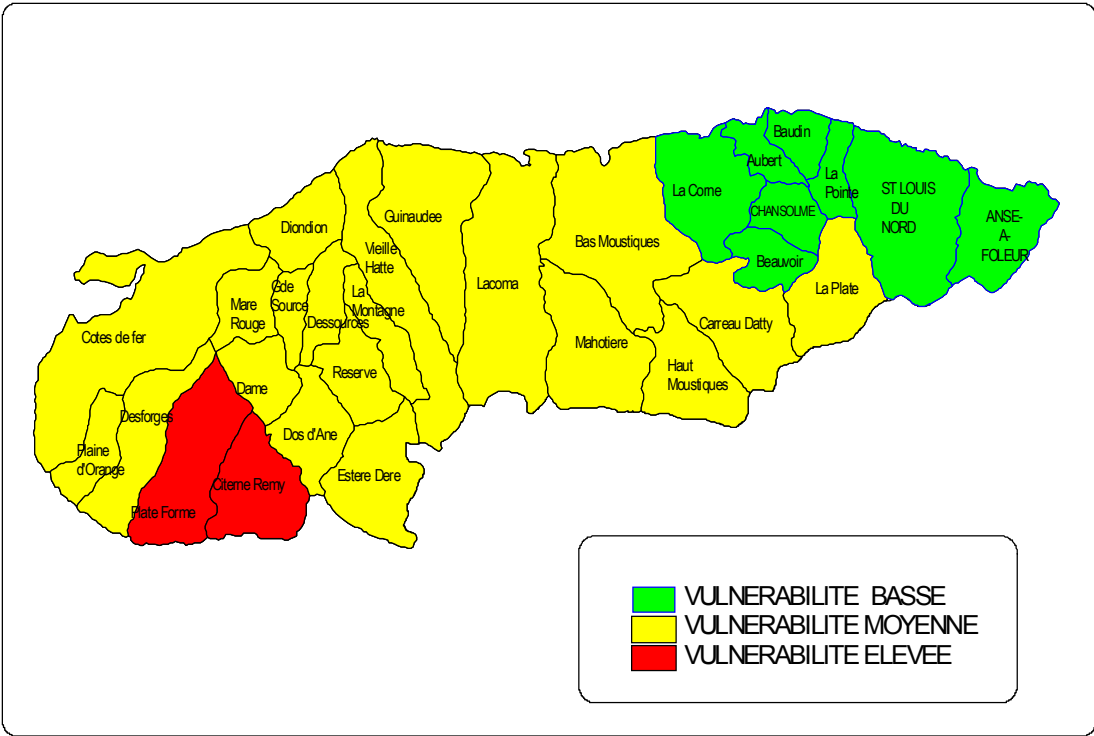 Baudin
Aubert
La Corne
La
Pointe
ST LOUIS
DU
NORD
CHANSOLME
ANSE-
A-
FOLEUR
Beauvoir
La Plate
Guinaudee
Diondion
Vieille
Hatte
Bas Moustiques
Lacoma
Gde
Source
La
Montagne
Mare
Rouge
Dessources
Cotes de fer
Carreau Datty
Mahotiere
Haut
Moustiques
Reserve
Dame
Desforges
Dos d'Ane
Plaine
d'Orange
Estere Dere
Citerne Remy
Plate Forme
VULNERABILITE BASSE
VULNERABILITE MOYENNE
VULNERABILITE ELEVEE